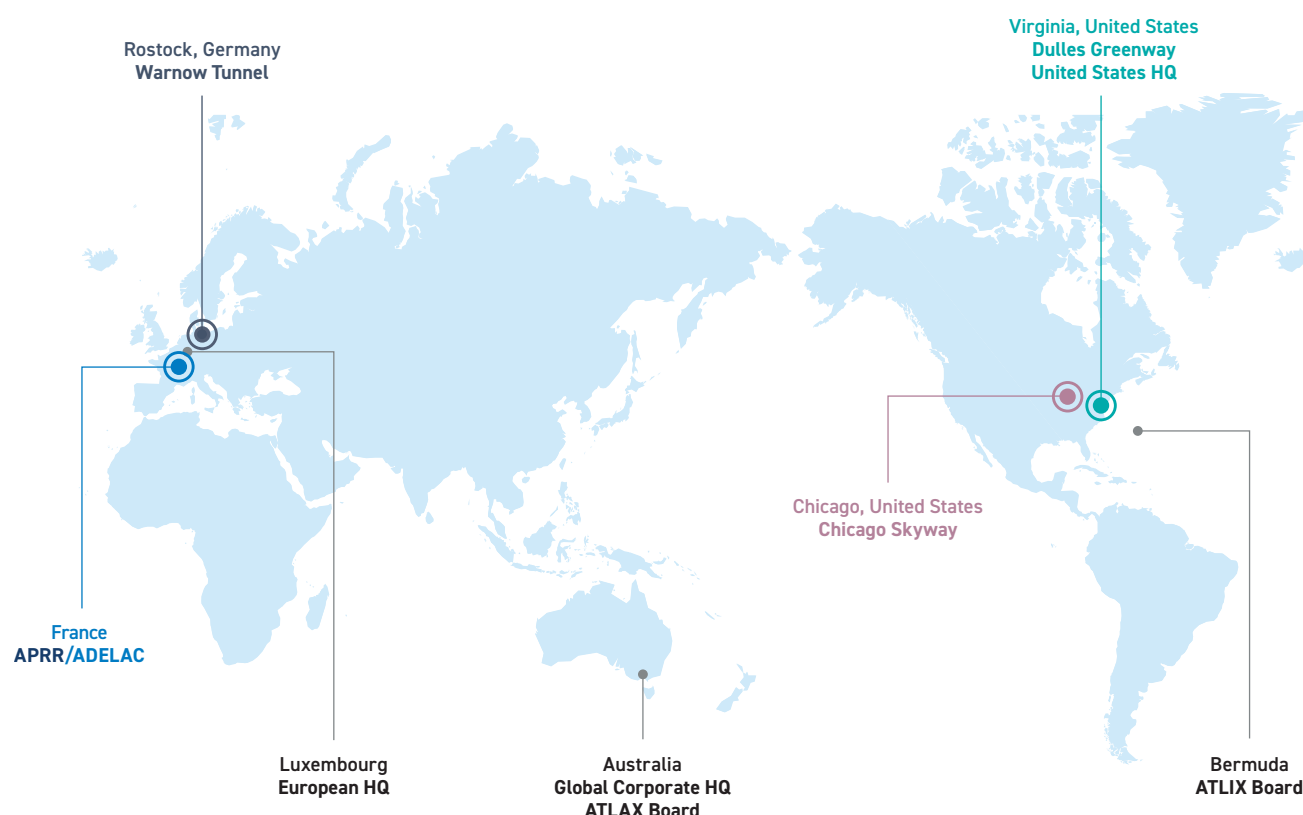 Rostock, Germany
Warnow Tunnel
Virginia, United States
Dulles Greenway
United States HQ
Chicago, United States
Chicago Skyway
France
APRR/ADELAC
Luxembourg
European HQ
Australia
Global Corporate HQ
ATLAX Board
Bermuda
ATLIX Board